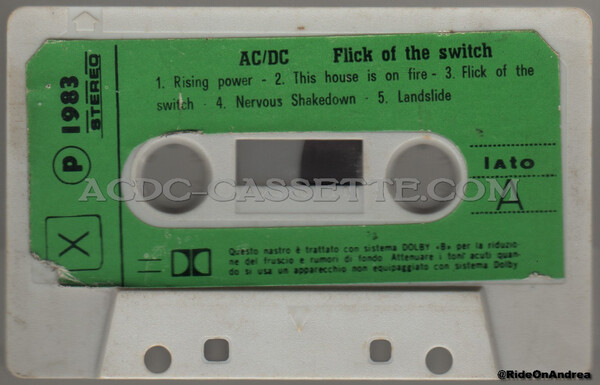 AC/DC Flick of the switch
1. Rising power - 2. This house is on fire - 3. Flick of the
switch - 4. Nervous Shakedown - 5. Landslide
P 1983
STEREO
X
lato
A
ACDC-CASSETTE.COM
Questo nastro è trattato con sistema DOLBY «B» per la riduzio-
ne del fruscio e rumori di fondo Attenuare i toni acuti quan-
do si usa un apparecchio non equipaggiato con sistema Dolby
@RideOnAndrea